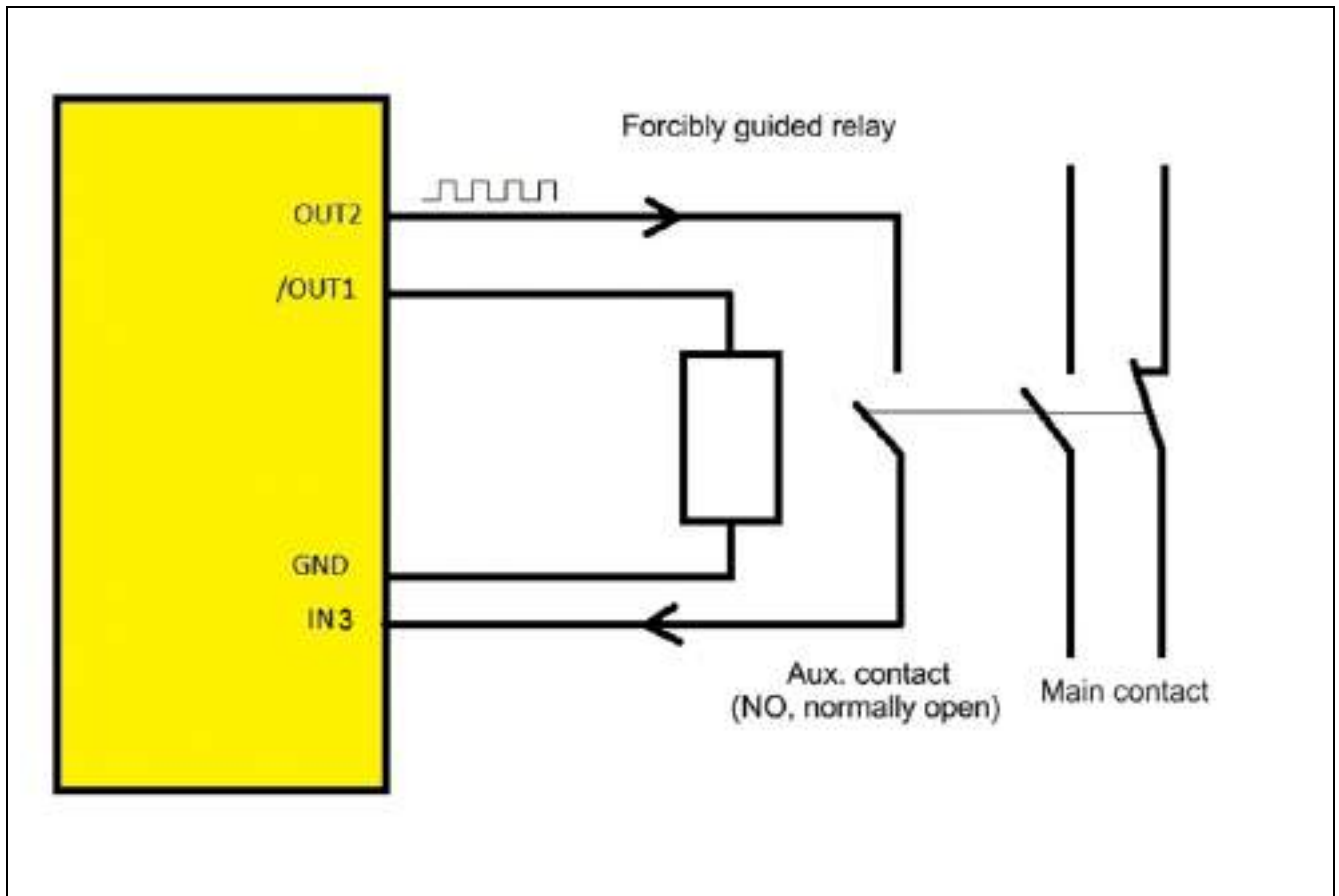 Forcibly guided relay
OUT2
/OUT1
GND
IN3
Aux. contact
(NO, normally open)
Main contact